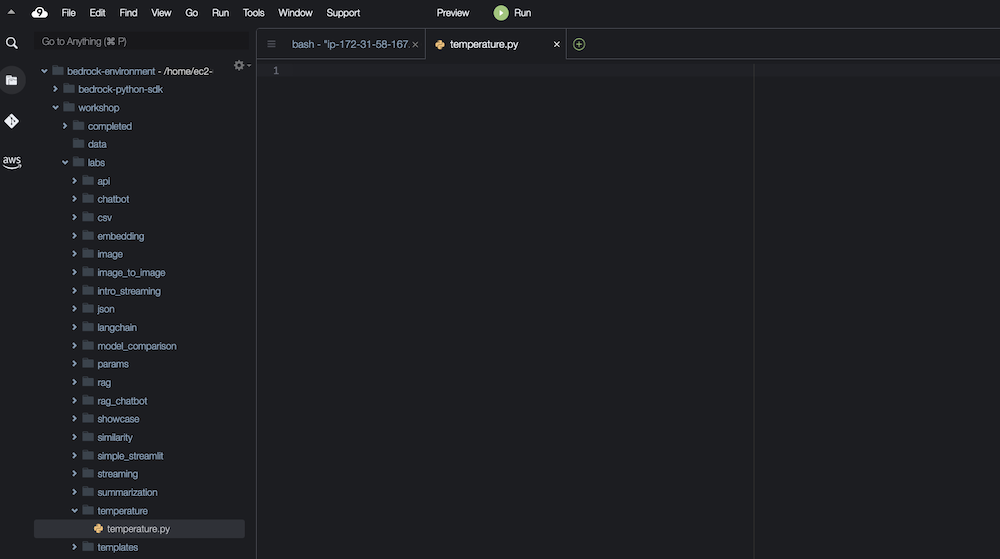 9 File Edit Find View Go Run Tools Window Support Preview Run
Go to Anything (⌘ P)
bash - "ip-172-31-58-167.
temperature.py
1
bedrock-environment - /home/ec2-
bedrock-python-sdk
workshop
completed
data
aws
labs
api
chatbot
csv
embedding
image
image_to_image
intro_streaming
json
langchain
model_comparison
params
rag
rag_chatbot
showcase
similarity
simple_streamlit
streaming
summarization
temperature
temperature.py
templates